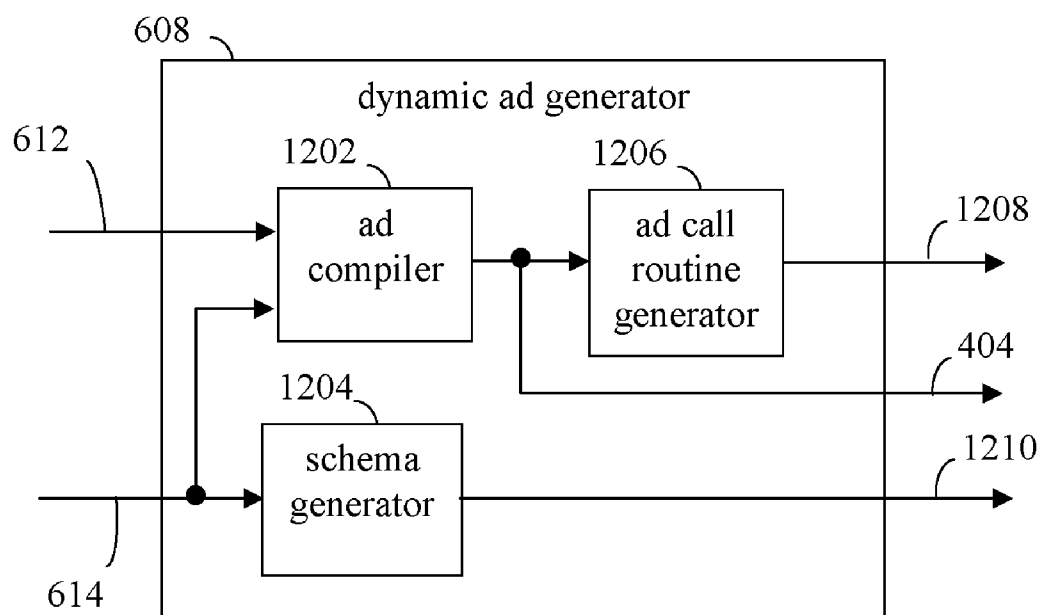 608
dynamic ad generator
612
1202
1206
ad
compiler
ad call
routine
generator
1208
404
1204
1210
schema
generator
614